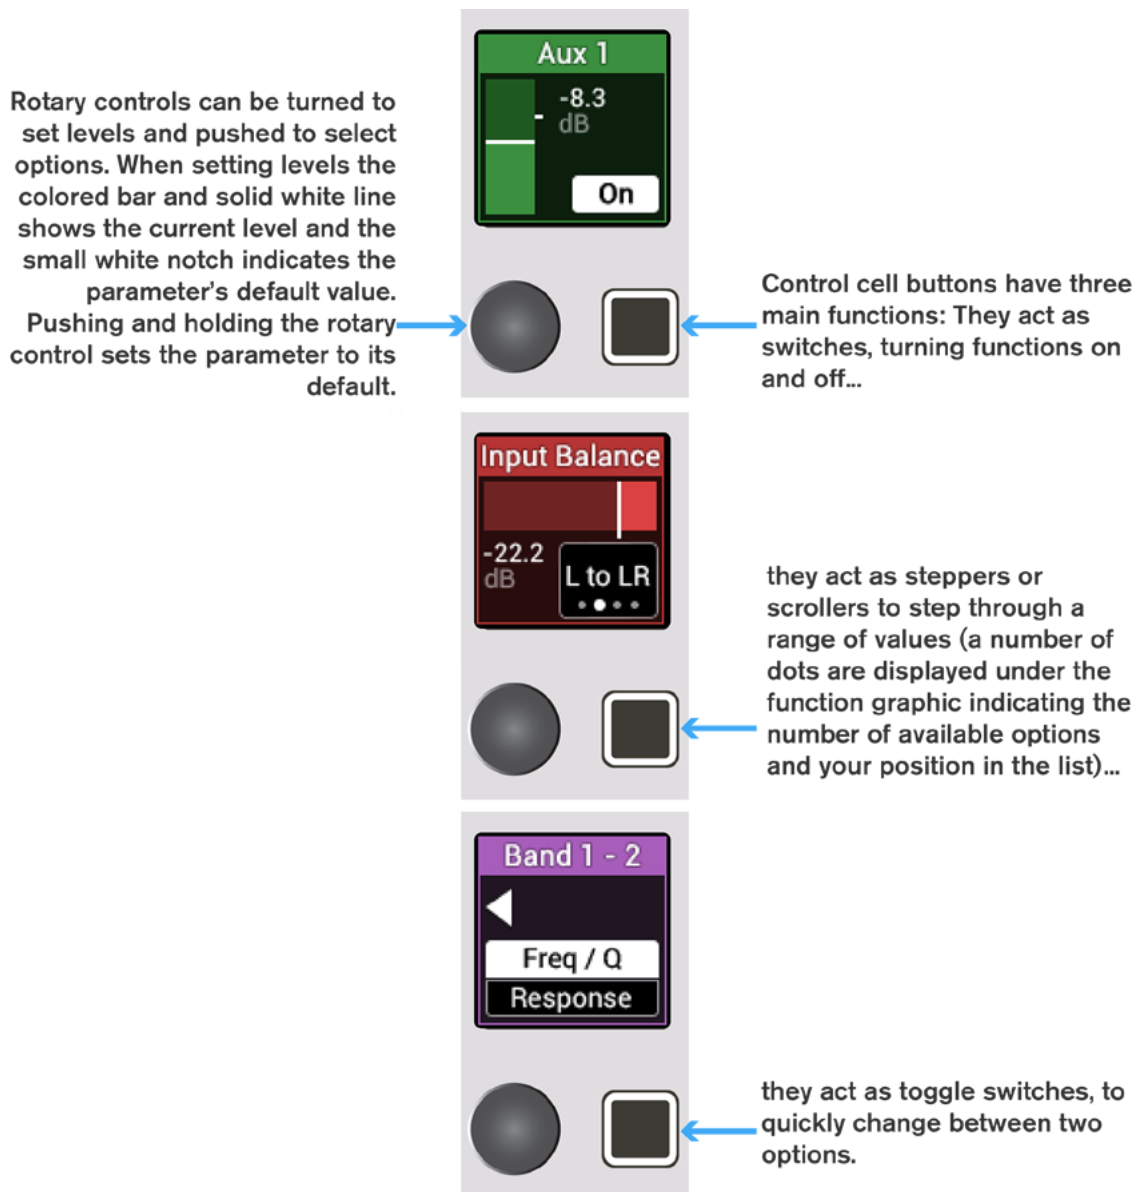 Aux 1
-8.3
dB
On
Rotary controls can be turned to
set levels and pushed to select
options. When setting levels the
colored bar and solid white line
shows the current level and the
small white notch indicates the
parameter's default value.
Pushing and holding the rotary
control sets the parameter to its
default.
Control cell buttons have three
main functions: They act as
switches, turning functions on
and off...
Input Balance
-22.2
dB
L to LR
they act as steppers or
scrollers to step through a
range of values (a number of
dots are displayed under the
function graphic indicating the
number of available options
and your position in the list)...
Band 1 - 2
Freq / Q
Response
they act as toggle switches, to
quickly change between two
options.